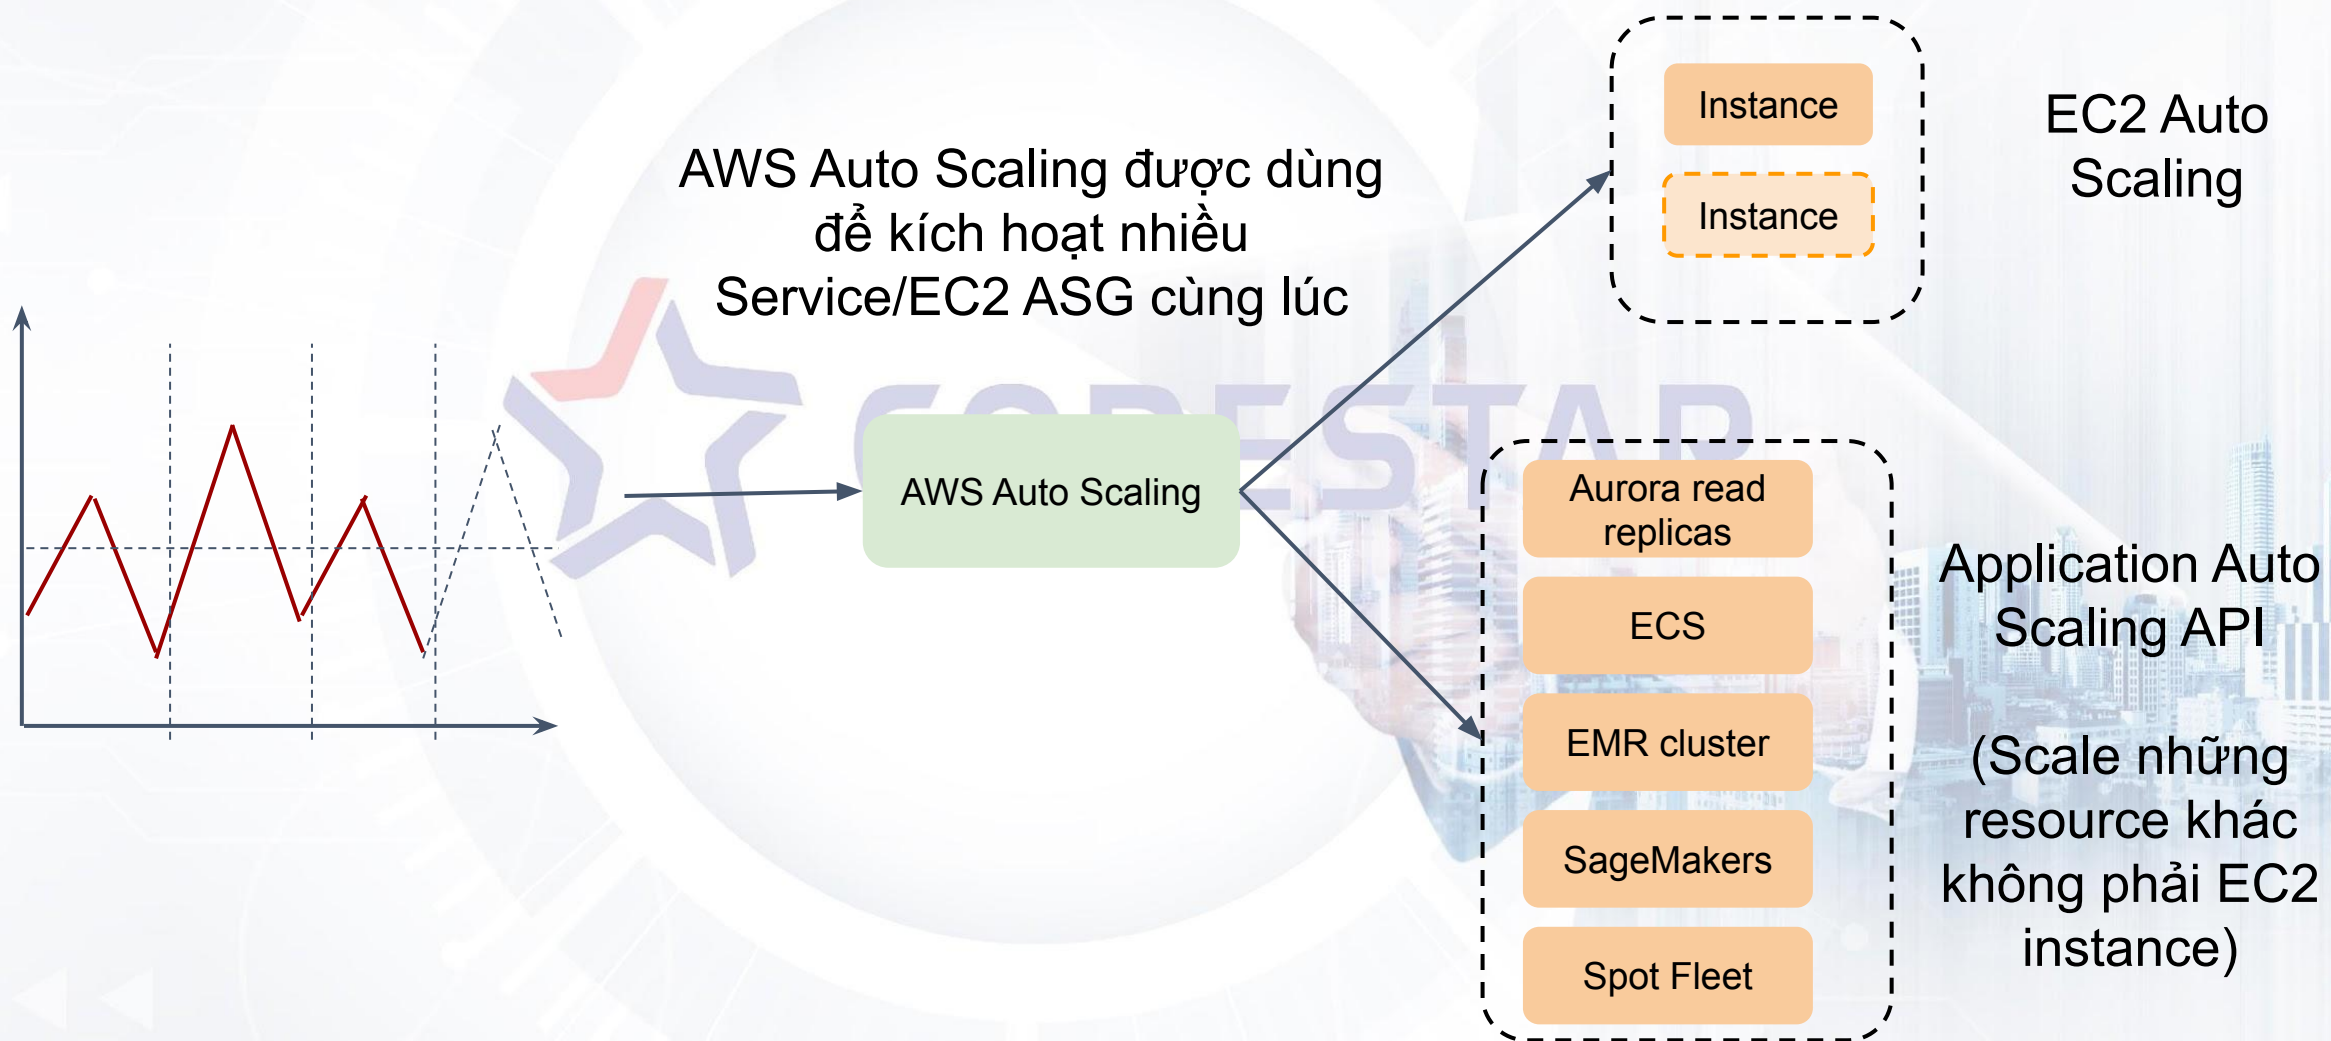 AWS Auto Scaling được dùng
để kích hoạt nhiều
Service/EC2 ASG cùng lúc
Instance
Instance
EC2 Auto
Scaling
CODESTAR
AWS Auto Scaling
Aurora read
replicas
ECS
EMR cluster
SageMakers
Spot Fleet
Application Auto
Scaling API
(Scale những
resource khác
không phải EC2
instance)